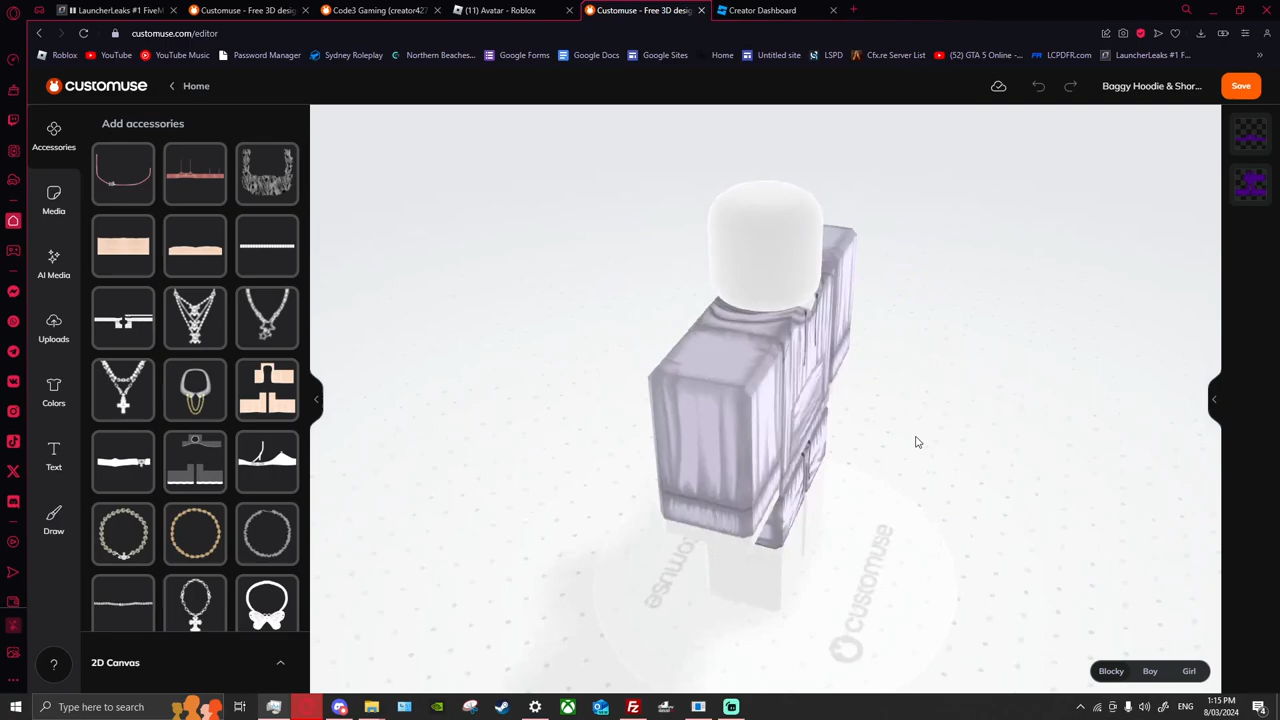 LauncherLeaks #1 FiveM
Customuse - Free 3D desig
Code3 Gaming (creator427
(11) Avatar - Roblox
Customuse - Free 3D desig
Creator Dashboard
customuse.com/editor
Roblox
YouTube
YouTube Music
Password Manager
Sydney Roleplay
Northern Beaches...
Google Forms
Google Docs
Google Sites
Home
Untitled site
LSPD
Cfx.re Server List
(52) GTA 5 Online -...
LCPDFR.com
LauncherLeaks #1 F...
customuse
Home
Baggy Hoodie & Shor...
Save
Accessories
Add accessories
Media
AI Media
Uploads
Colors
Text
Draw
customuse
customuse
2D Canvas
?
Blocky
Boy
Girl
Type here to search
ENG
1:15 PM
8/03/2024